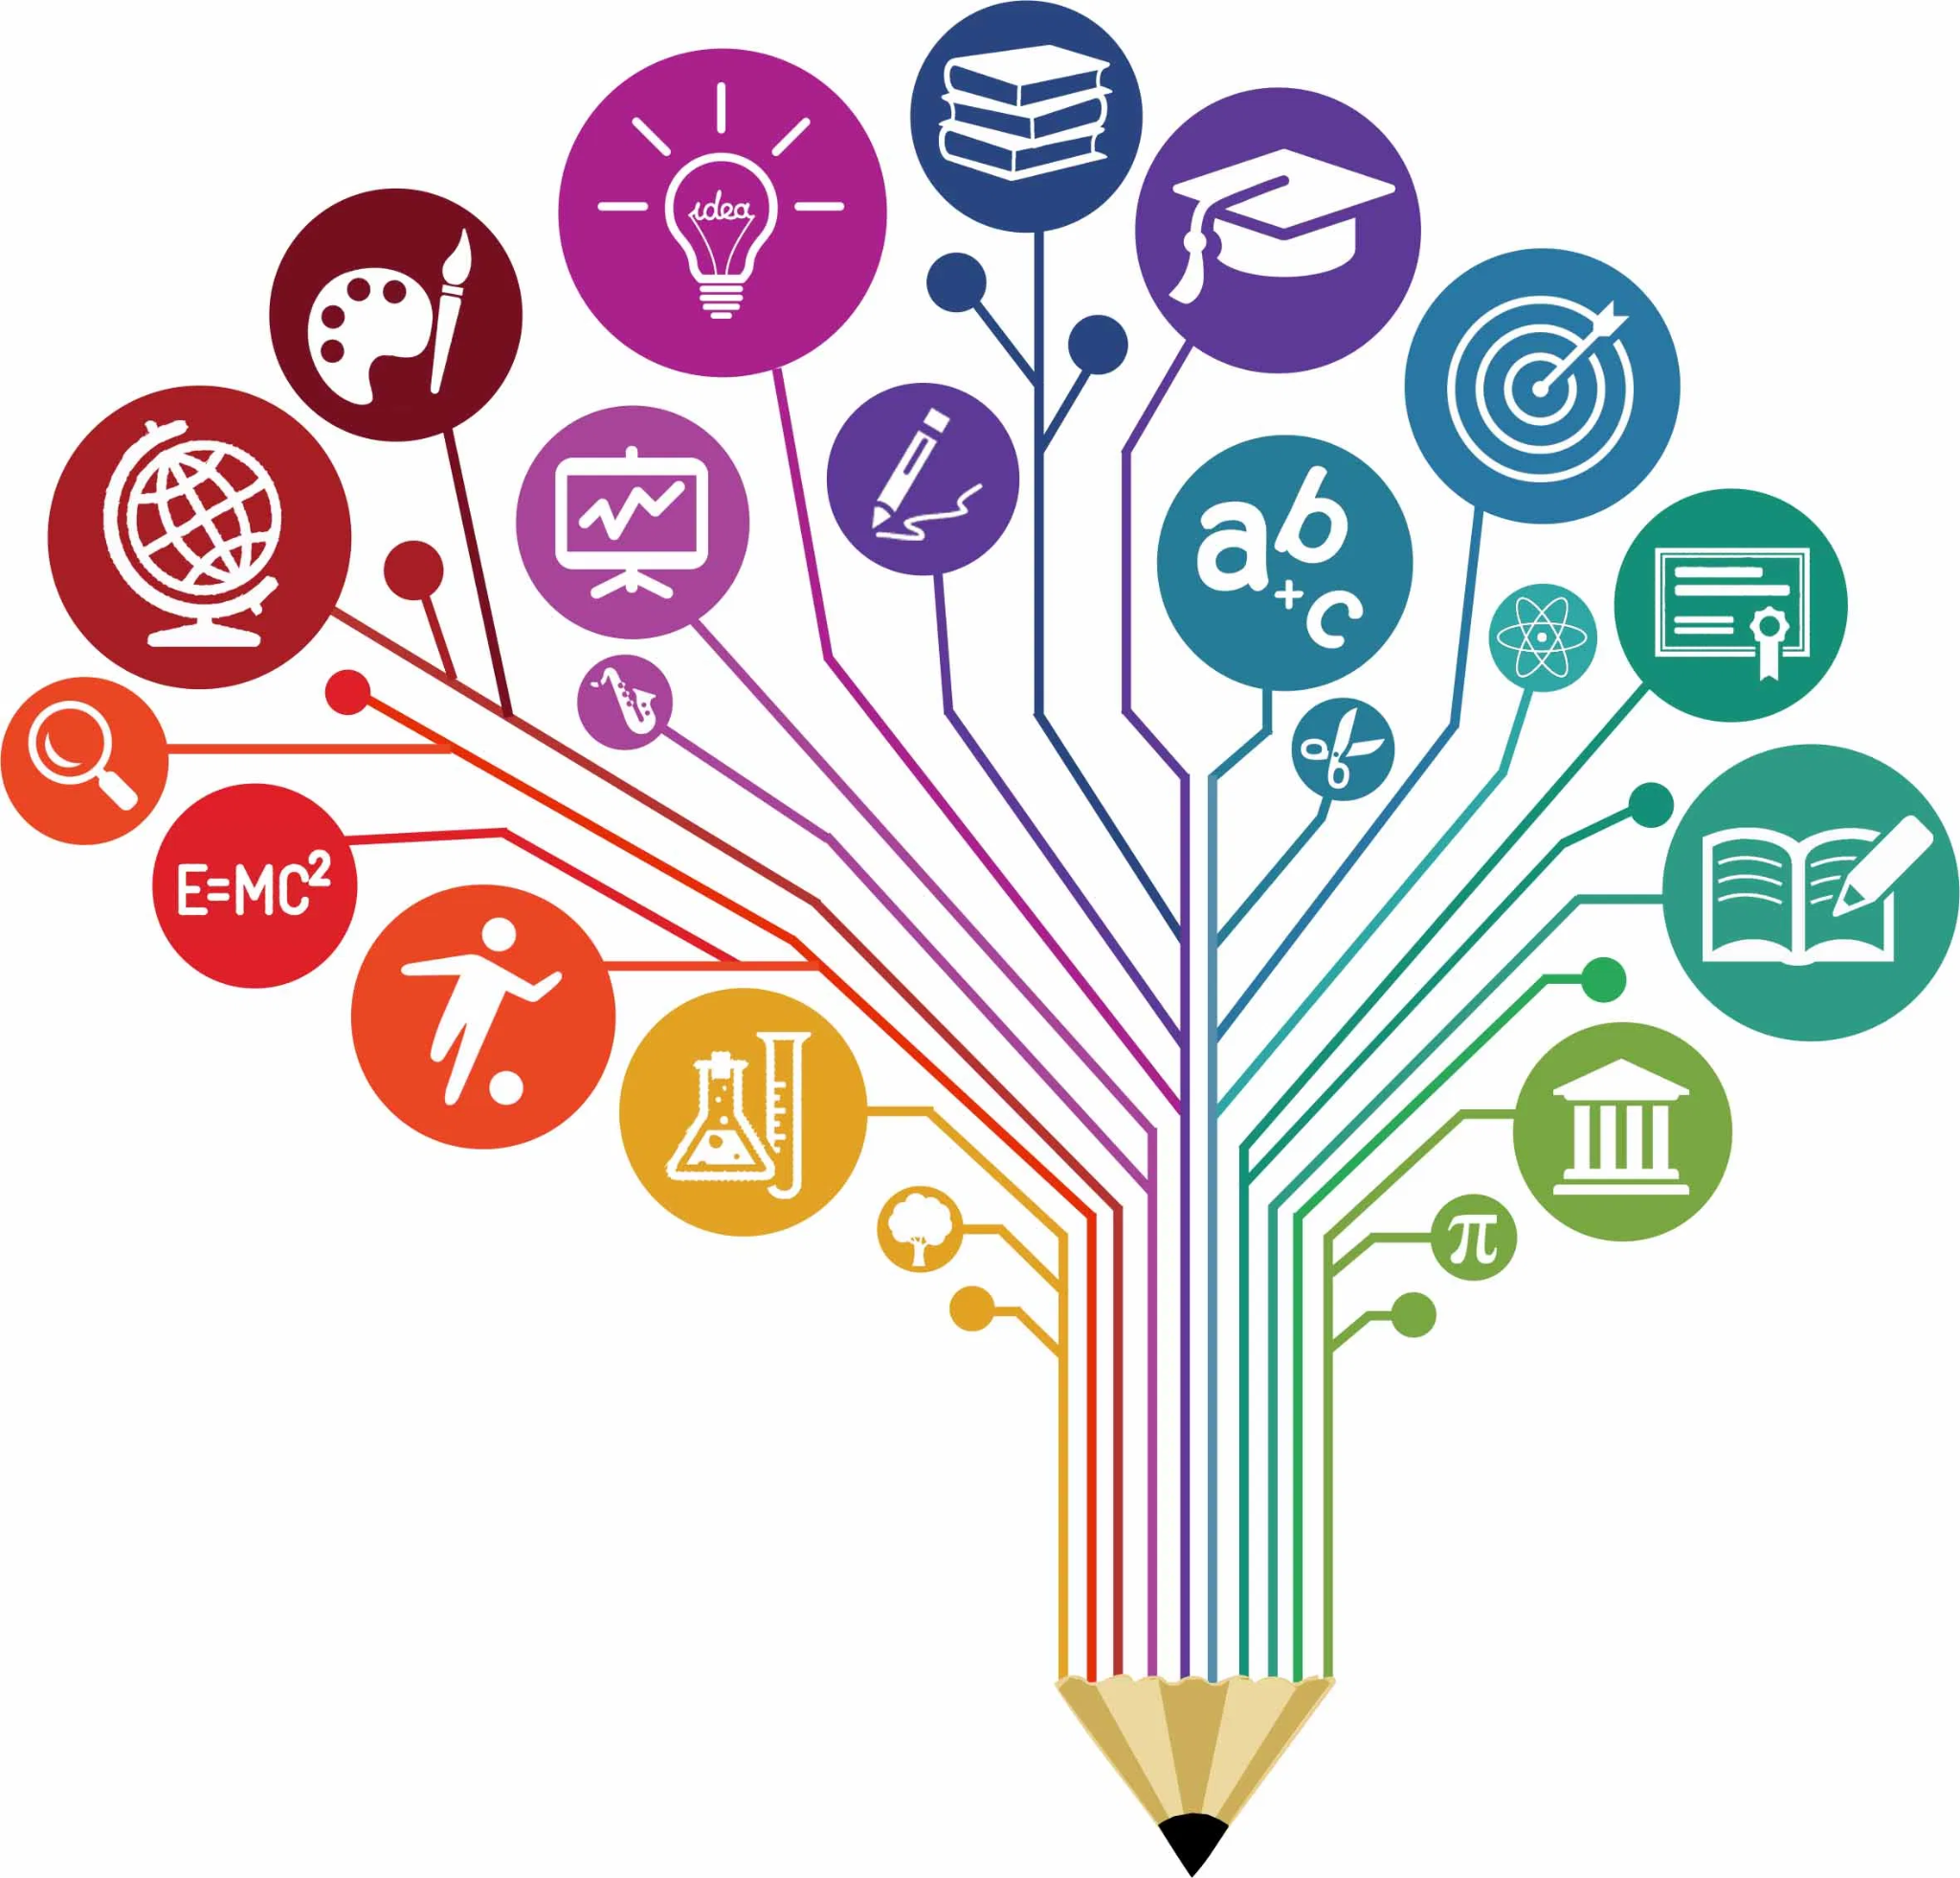 idea
ab
+c
E=MC²
π